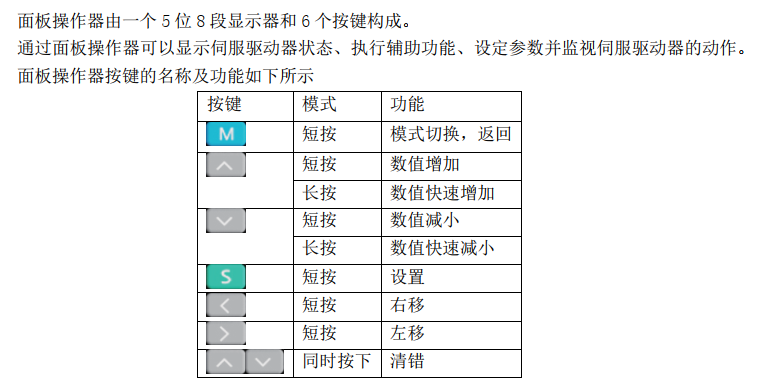 面板操作器由一个 5 位 8 段显示器和 6 个按键构成。
通过面板操作器可以显示伺服驱动器状态、执行辅助功能、设定参数并监视伺服驱动器的动作。
面板操作器按键的名称及功能如下所示
按键 模式 功能
M 短按 模式切换，返回
短按 数值增加
长按 数值快速增加
短按 数值减小
长按 数值快速减小
S 短按 设置
< 短按 右移
> 短按 左移
同时按下 清错